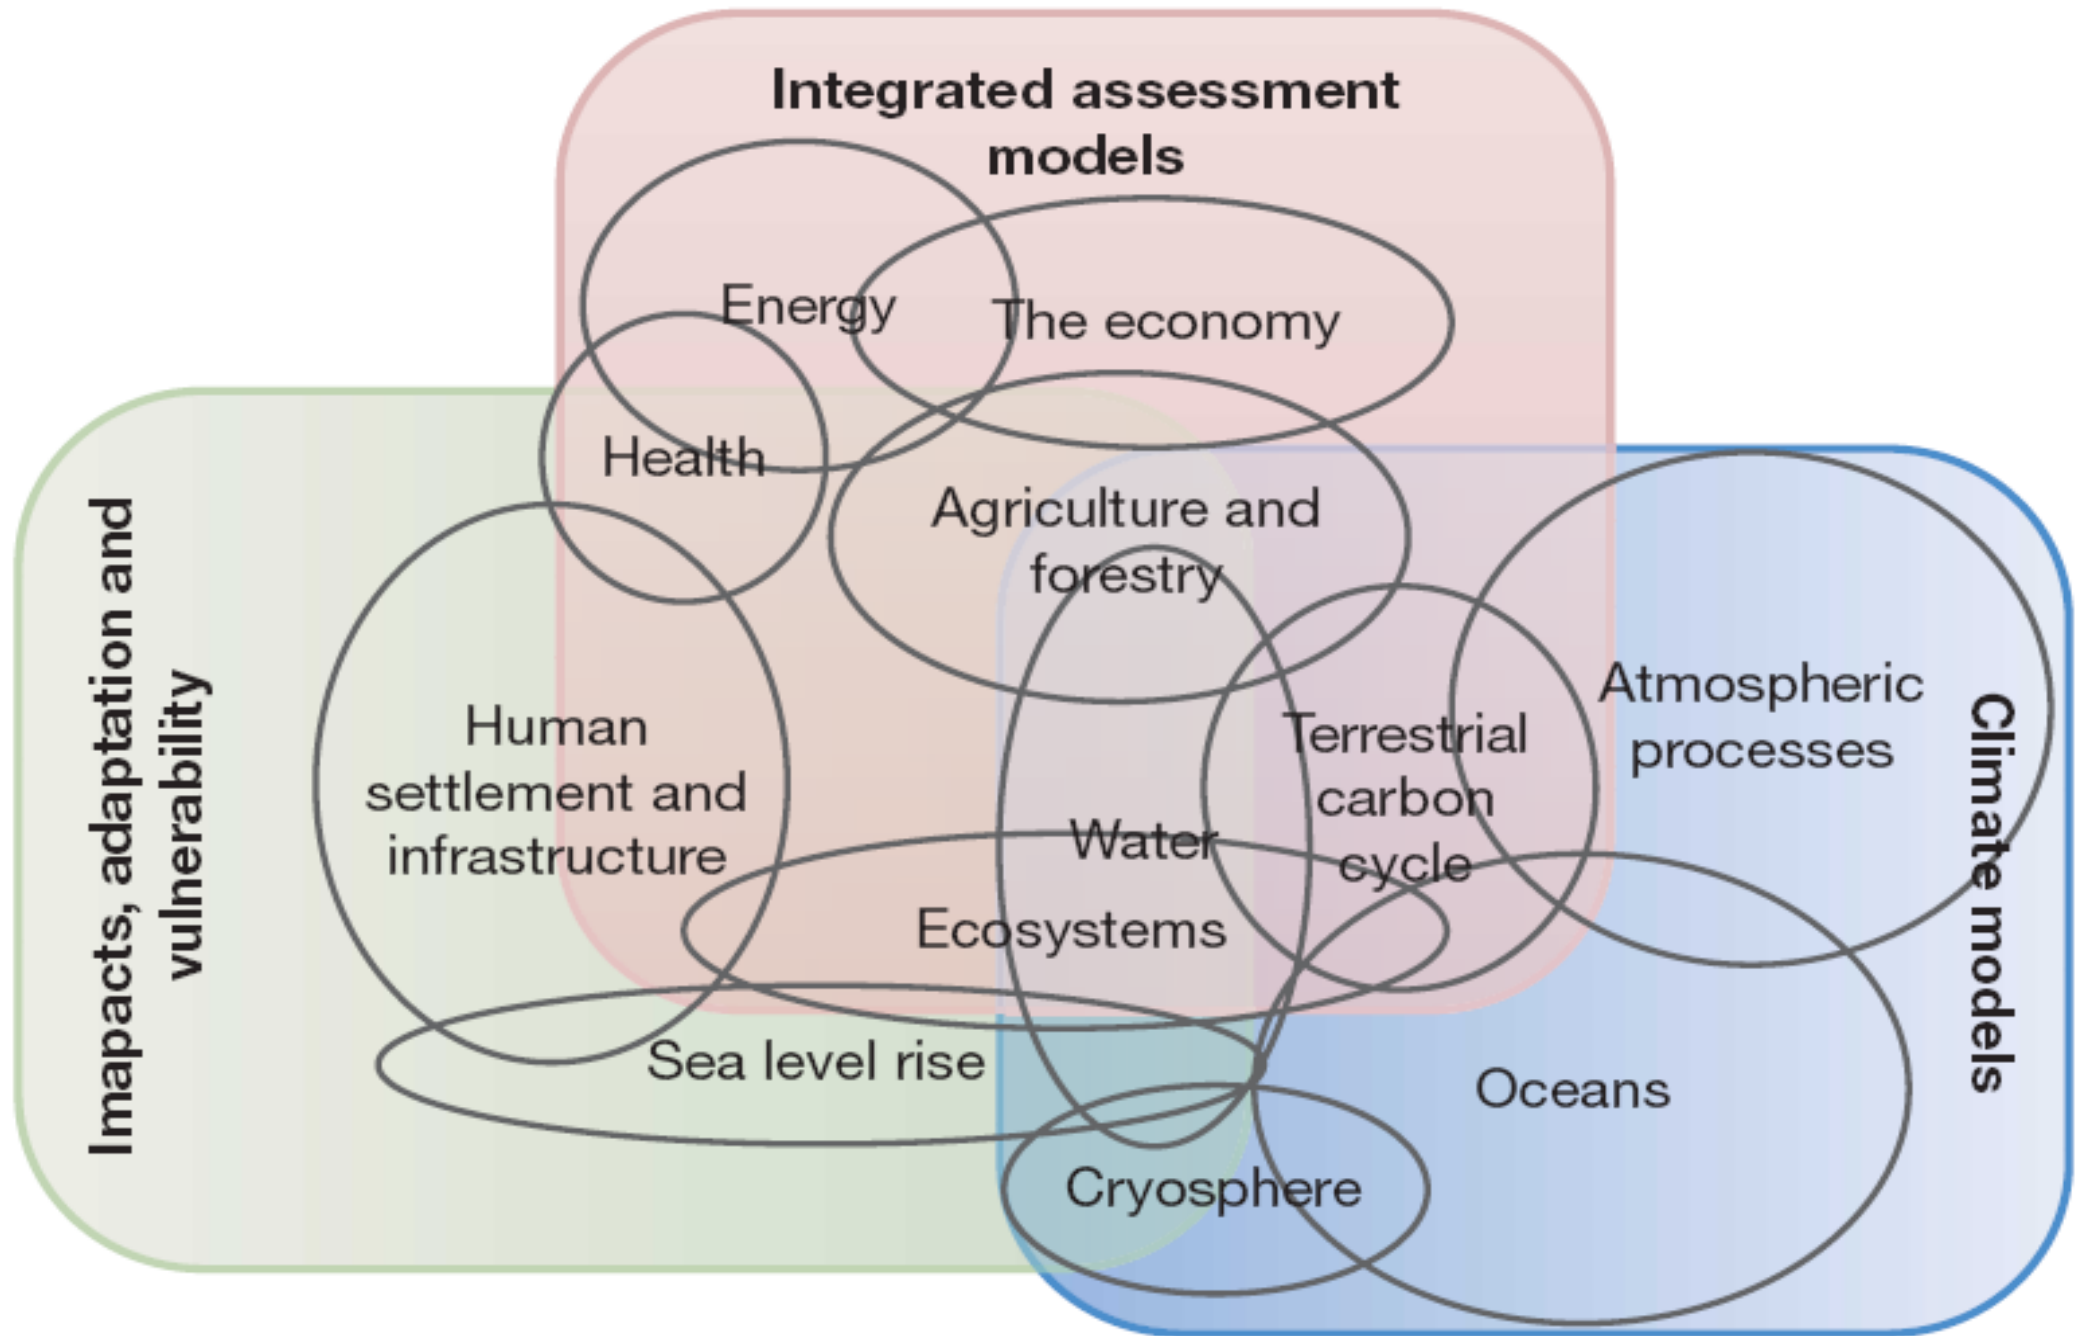 Integrated assessment
models
Energy
The economy
Health
Agriculture and
forestry
Imapacts, adaptation and
vulnerability
Human
settlement and
infrastructure
Water
Terrestrial
carbon
cycle
Atmospheric
processes
Climate models
Ecosystems
Sea level rise
Oceans
Cryosphere